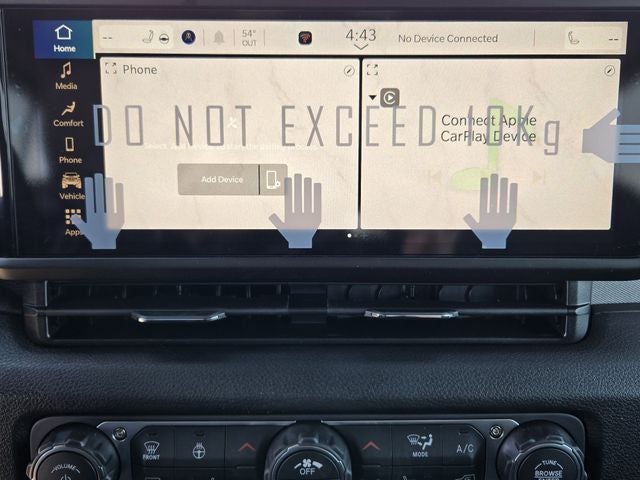 Home
--
54°
OUT
4:43
No Device Connected
--
Media
Comfort
Phone
Vehicle
Apps
Phone
Add Device
Connect Apple
CarPlay Device
DO NOT EXCEED 10Kg
VOLUME
FRONT
OFF
MODE
A/C
TUNE
BROWSE